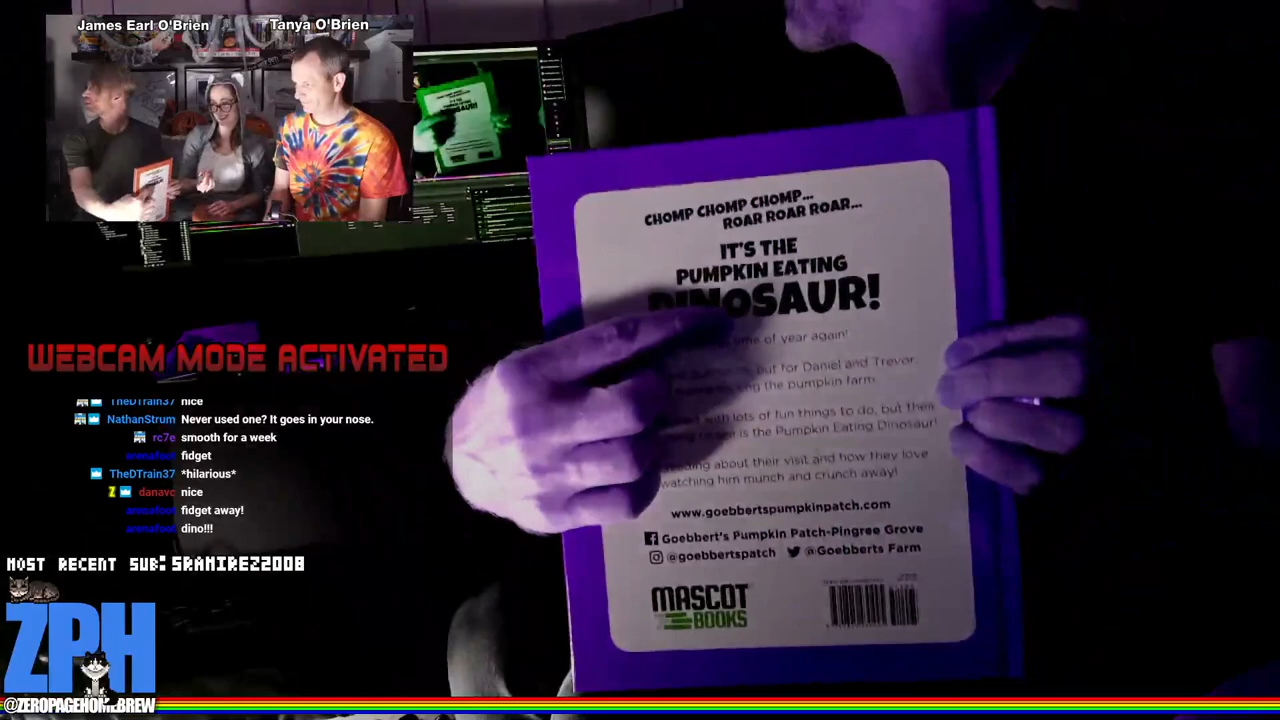 James Earl O'Brien
Tanya O'Brien
CHOMP CHOMP CHOMP...
ROAR ROAR ROAR...
IT'S THE
PUMPKIN EATING
DINOSAUR!
time of year again!
but for Daniel and Trevor,
the pumpkin farm.
with lots of fun things to do, but their
is the Pumpkin Eating Dinosaur!
about their visit and how they love
watching him munch and crunch away!
www.goebbertspumpkinpatch.com
Goebbert's Pumpkin Patch-Pingree Grove
@goebbertspatch @Goebberts Farm
MASCOT
BOOKS
WEBCAM MODE ACTIVATED
TheDTrain37 nice
NathanStrum Never used one? It goes in your nose.
rc7e smooth for a week
arenafoot fidget
TheDTrain37 *hilarious*
Z danavc nice
arenafoot fidget away!
arenafoot dino!!!
MOST RECENT SUB: SRAMIREZ2008
ZPH
@ZEROPAGEHOMEBREW